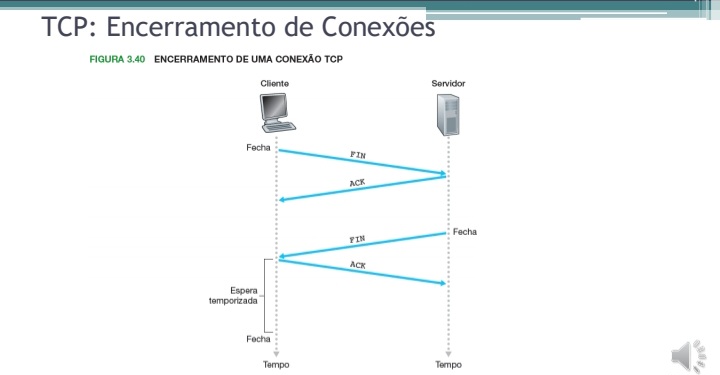 TCP: Encerramento de Conexões
FIGURA 3.40 ENCERRAMENTO DE UMA CONEXÃO TCP
Cliente
Servidor
Fecha
FIN
ACK
Fecha
FIN
ACK
Espera
temporizada
Fecha
Tempo
Tempo